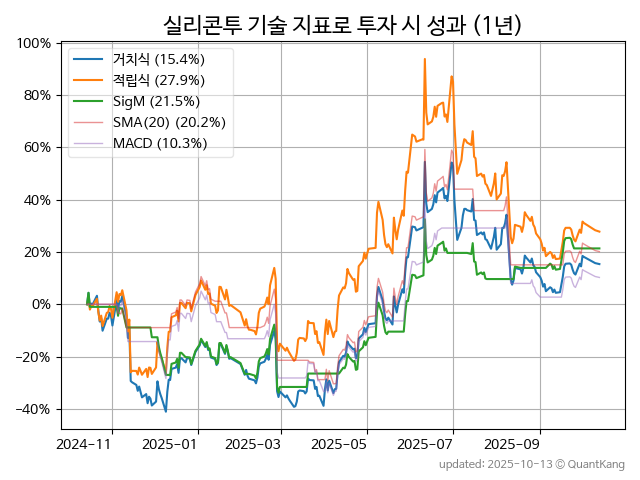 실리콘투 기술 지표로 투자 시 성과 (1년)
100%
80%
60%
40%
20%
0%
−20%
−40%
거치식 (15.4%)
적립식 (27.9%)
SigM (21.5%)
SMA(20) (20.2%)
MACD (10.3%)
2024-11
2025-01
2025-03
2025-05
2025-07
2025-09
updated: 2025-10-13 ⓒ QuantKang